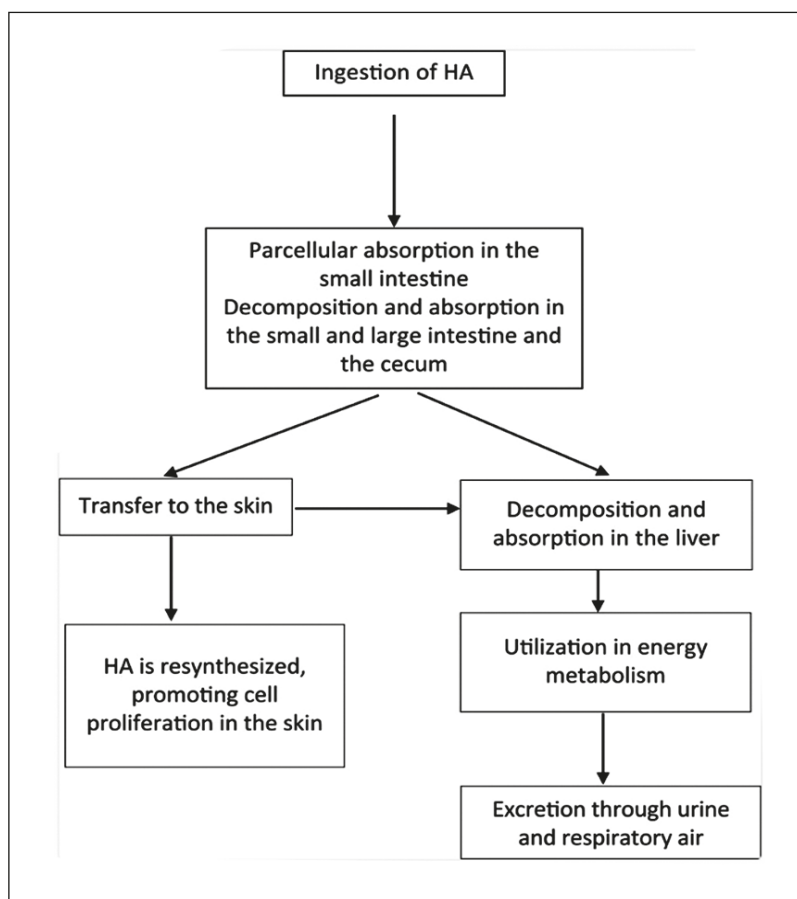 Ingestion of HA
Parcellular absorption in the
small intestine
Decomposition and absorption in
the small and large intestine and
the cecum
Transfer to the skin
Decomposition and
absorption in the liver
HA is resynthesized,
promoting cell
proliferation in the skin
Utilization in energy
metabolism
Excretion through urine
and respiratory air